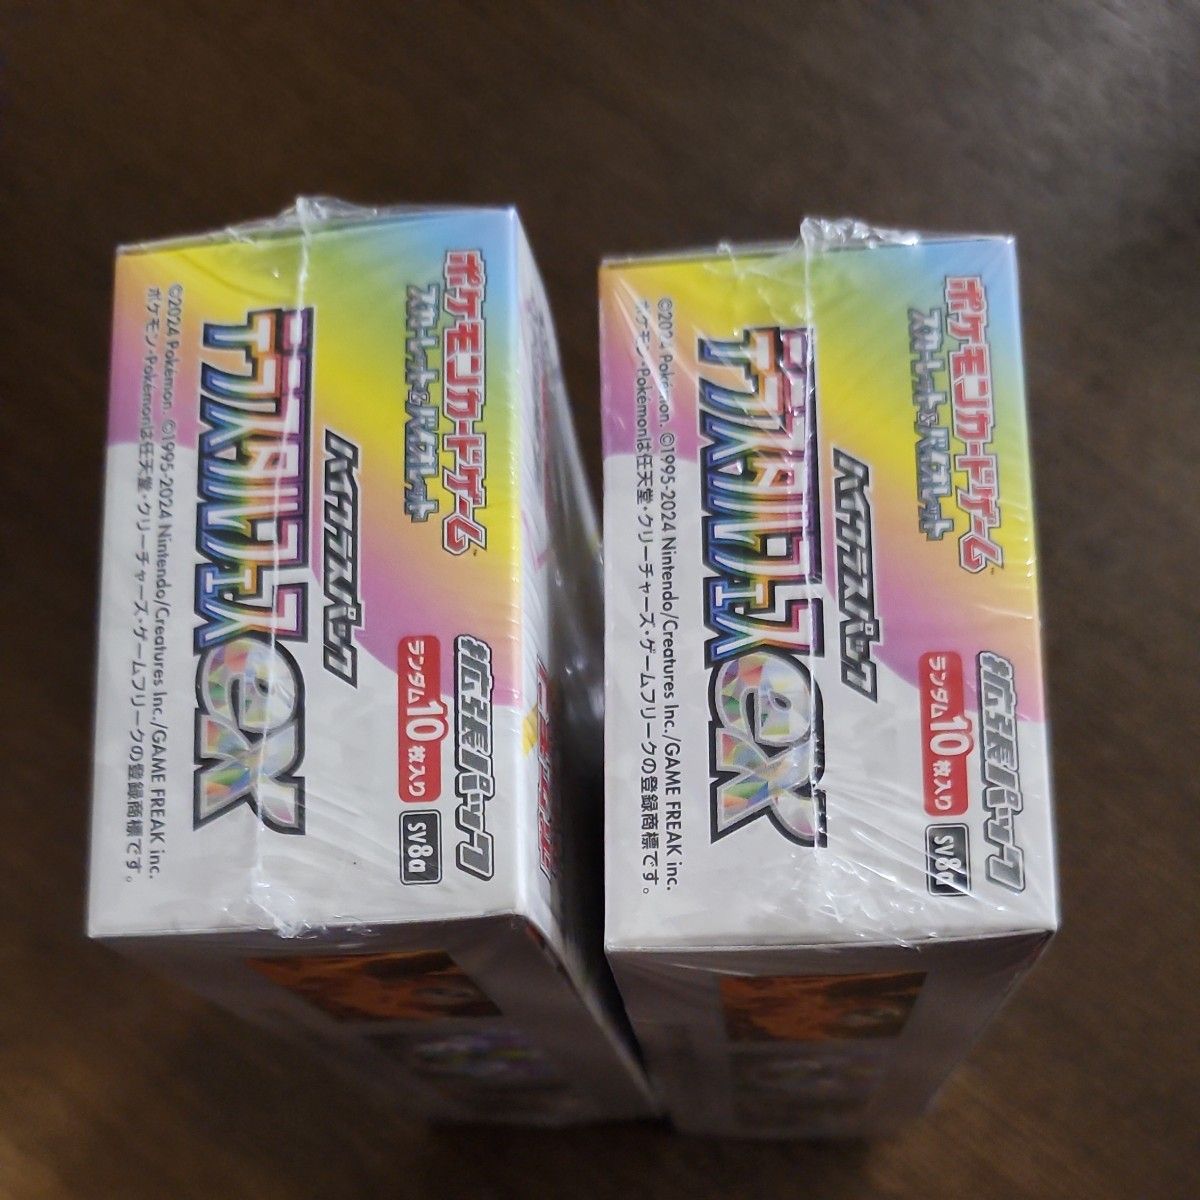 ポケモンカードゲーム
スカーレット&バイオレット
拡張パック
ハイクラスパック
ランダム10枚入り
テラスタルフェスex
SV8a
©2024 Pokémon. ©1995-2024 Nintendo/Creatures Inc./GAME FREAK inc.
ポケモン・Pokémonは任天堂・クリーチャーズ・ゲームフリークの登録商標です。
ポケモンカードゲーム
スカーレット&バイオレット
拡張パック
ハイクラスパック
ランダム10枚入り
テラスタルフェスex
SV8a
©2024 Pokémon. ©1995-2024 Nintendo/Creatures Inc./GAME FREAK inc.
ポケモン・Pokémonは任天堂・クリーチャーズ・ゲームフリークの登録商標です。